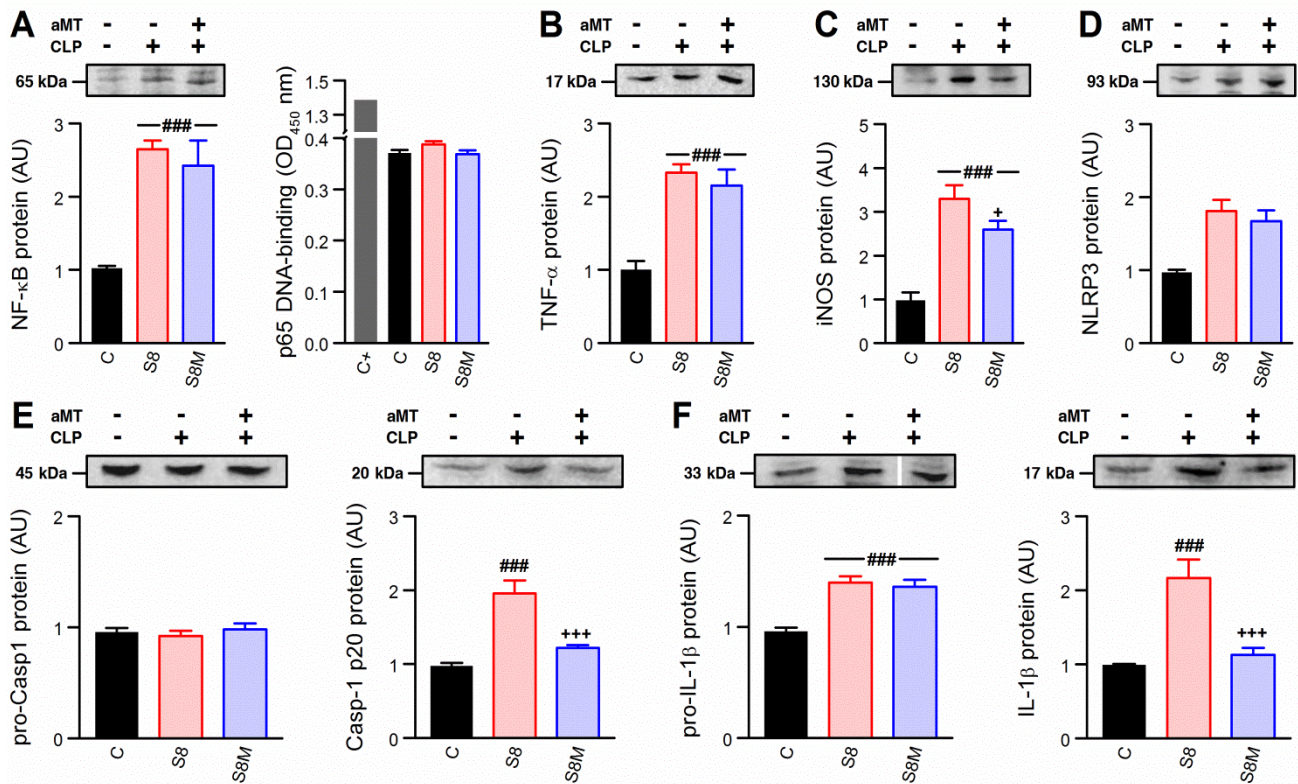 A
aMT - - +
CLP - + +
65 kDa
NF-κB protein (AU)
3
2
1
0
###
C
S8
S8M
p65 DNA-binding (OD450 nm)
1.5
1.3
0.4
0.3
0.2
0.1
0.0
C+
C
S8
S8M
B
aMT - - +
CLP - + +
17 kDa
TNF-α protein (AU)
3
2
1
0
###
C
S8
S8M
C
aMT - - +
CLP - + +
130 kDa
iNOS protein (AU)
5
4
3
2
1
0
###
+
C
S8
S8M
D
aMT - - +
CLP - + +
93 kDa
NLRP3 protein (AU)
3
2
1
0
C
S8
S8M
E
aMT - - +
CLP - + +
45 kDa
pro-Casp1 protein (AU)
2
1
0
C
S8
S8M
aMT - - +
CLP - + +
20 kDa
Casp-1 p20 protein (AU)
3
2
1
0
###
+++
C
S8
S8M
F
aMT - - +
CLP - + +
33 kDa
pro-IL-1β protein (AU)
2
1
0
###
C
S8
S8M
aMT - - +
CLP - + +
17 kDa
IL-1β protein (AU)
3
2
1
0
###
+++
C
S8
S8M